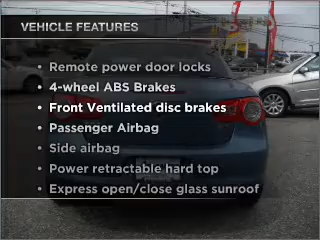 VEHICLE FEATURES
• Remote power door locks
• 4-wheel ABS Brakes
• Front Ventilated disc brakes
• Passenger Airbag
• Side airbag
• Power retractable hard top
• Express open/close glass sunroof